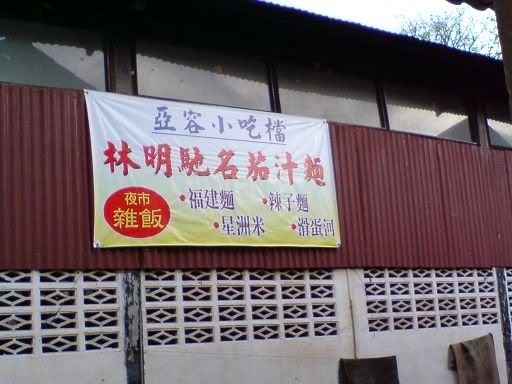 亞容小吃檔
林明馳名茄汁麵
夜市
雜飯
•福建麵 •辣子麵
•星洲米 •滑蛋河